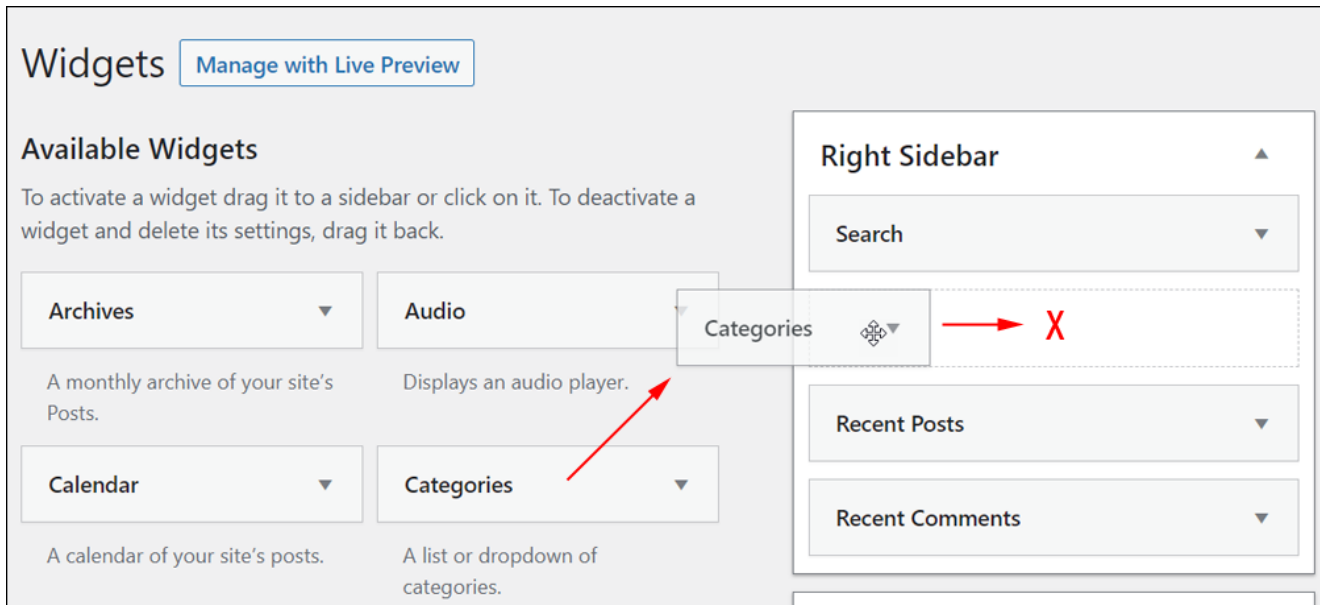 Widgets
Manage with Live Preview
Available Widgets
To activate a widget drag it to a sidebar or click on it. To deactivate a
widget and delete its settings, drag it back.
Archives
Audio
A monthly archive of your site's
Posts.
Displays an audio player.
Calendar
Categories
A calendar of your site's posts.
A list or dropdown of
categories.
Categories
X
Right Sidebar
Search
Recent Posts
Recent Comments